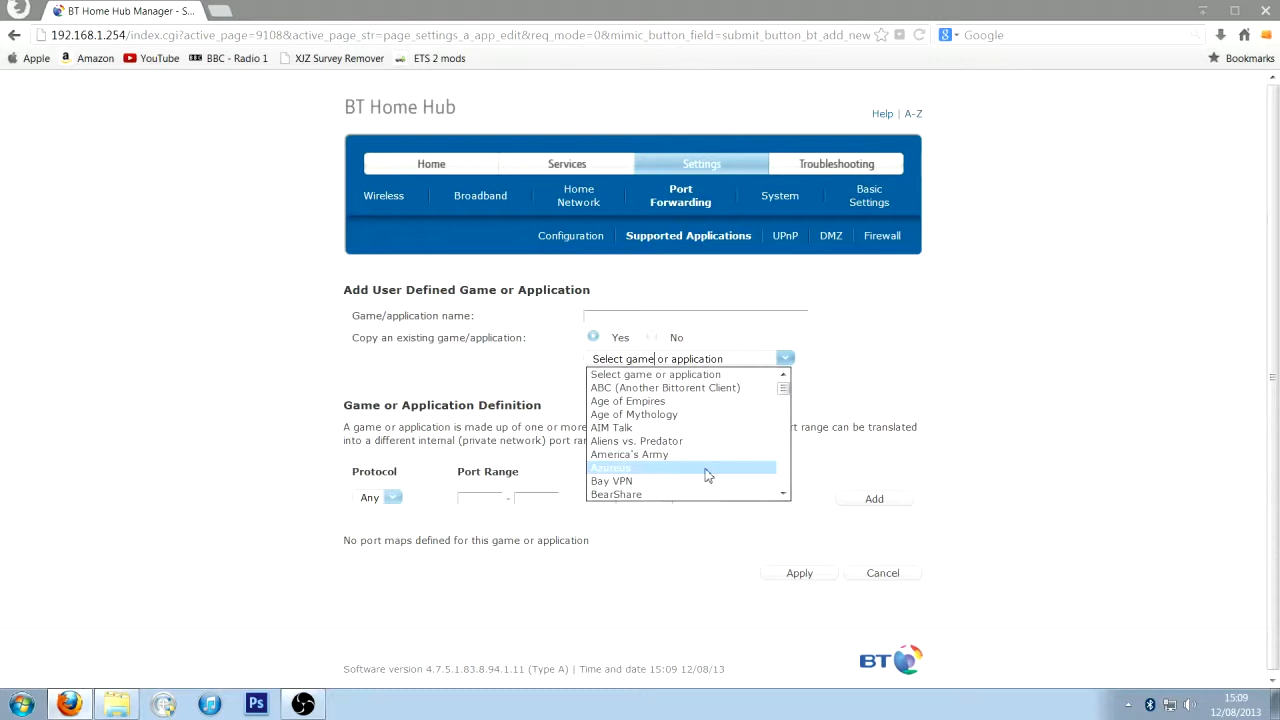 BT Home Hub Manager - S...
192.168.1.254/index.cgi?active_page=9108&active_page_str=page_settings_a_app_edit&req_mode=0&mimic_button_field=submit_button_bt_add_new
Google
Apple
Amazon
YouTube
BBC - Radio 1
XJZ Survey Remover
ETS 2 mods
Bookmarks
BT Home Hub
Help | A-Z
Home
Services
Settings
Troubleshooting
Wireless
Broadband
Home
Network
Port
Forwarding
System
Basic
Settings
Configuration
Supported Applications
UPnP
DMZ
Firewall
Add User Defined Game or Application
Game/application name:
Copy an existing game/application:
Yes
No
Select game or application
Select game or application
ABC (Another Bittorent Client)
Age of Empires
Age of Mythology
AIM Talk
Aliens vs. Predator
America's Army
Azureus
Bay VPN
BearShare
Game or Application Definition
A game or application is made up of one or more
rt range can be translated
into a different internal (private network) port ra
Protocol
Port Range
Any
-
Add
No port maps defined for this game or application
Apply
Cancel
Software version 4.7.5.1.83.8.94.1.11 (Type A) | Time and date 15:09 12/08/13
BT
Ps
15:09
12/08/2013